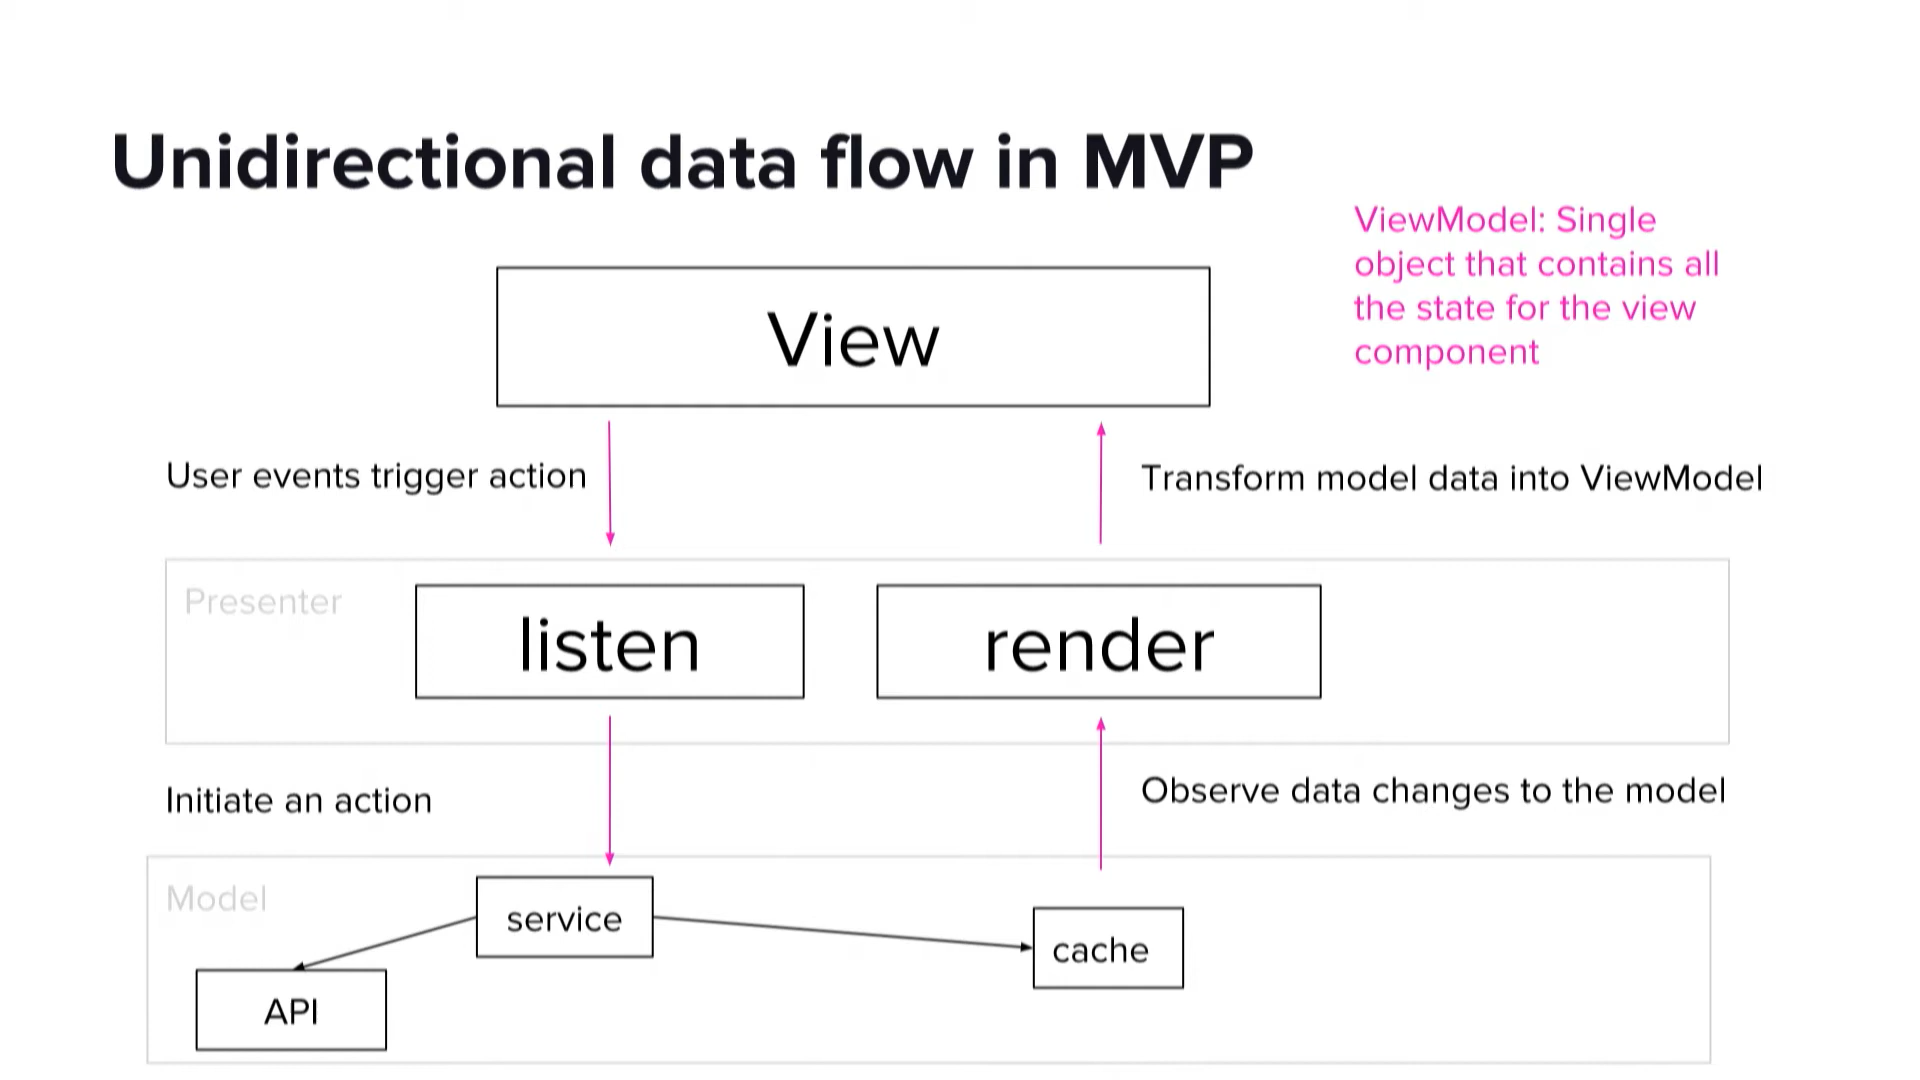 Unidirectional data flow in MVP
ViewModel: Single
object that contains all
the state for the view
component
View
User events trigger action
Transform model data into ViewModel
Presenter
listen
render
Initiate an action
Observe data changes to the model
Model
service
cache
API